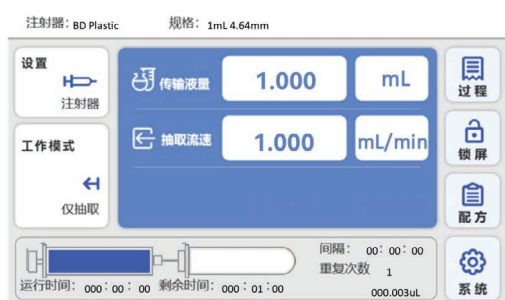 注射器: BD Plastic 规格: 1mL 4.64mm
设置
注射器
传输液量 1.000 mL
过程
工作模式
仅抽取
抽取流速 1.000 mL/min
锁屏
配方
间隔: 00: 00: 00
重复次数 1
运行时间: 000: 00: 00 剩余时间: 000: 01: 00 000.003uL
系统